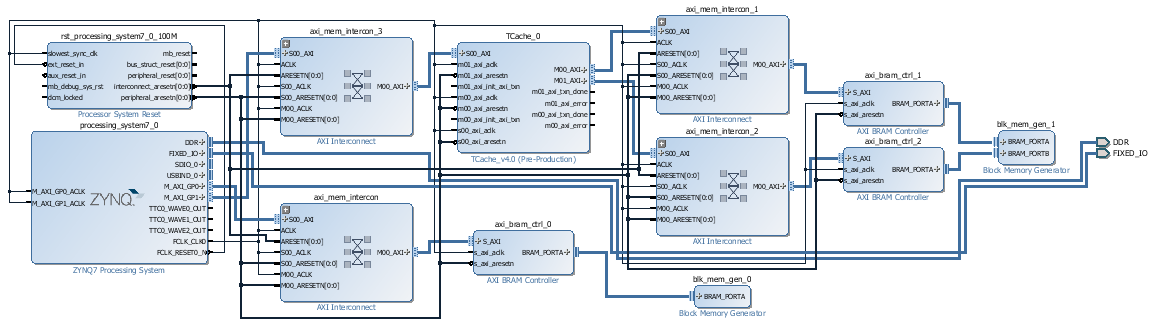 rst_processing_system7_0_100M
slowest_sync_clk
ext_reset_in
aux_reset_in
mb_debug_sys_rst
dcm_locked
mb_reset
bus_struct_reset[0:0]
peripheral_reset[0:0]
interconnect_aresetn[0:0]
peripheral_aresetn[0:0]
Processor System Reset
processing_system7_0
M_AXI_GP0_ACLK
M_AXI_GP1_ACLK
ZYNQ
DDR
FIXED_IO
SDIO_0
USBIND_0
M_AXI_GP0
M_AXI_GP1
TTC0_WAVE0_OUT
TTC0_WAVE1_OUT
TTC0_WAVE2_OUT
FCLK_CLK0
FCLK_RESET0_N
ZYNQ7 Processing System
axi_mem_intercon_3
S00_AXI
ACLK
ARESETN[0:0]
S00_ACLK
S00_ARESETN[0:0]
M00_ACLK
M00_ARESETN[0:0]
M00_AXI
AXI Interconnect
axi_mem_intercon
S00_AXI
ACLK
ARESETN[0:0]
S00_ACLK
S00_ARESETN[0:0]
M00_ACLK
M00_ARESETN[0:0]
M00_AXI
AXI Interconnect
TCache_0
S00_AXI
m01_axi_aclk
m01_axi_aresetn
m01_axi_init_axi_txn
m00_axi_aclk
m00_axi_aresetn
m00_axi_init_axi_txn
s00_axi_aclk
s00_axi_aresetn
M00_AXI
M01_AXI
m01_axi_txn_done
m01_axi_error
m00_axi_txn_done
m00_axi_error
TCache_v4.0 (Pre-Production)
axi_bram_ctrl_0
S_AXI
s_axi_aclk
s_axi_aresetn
BRAM_PORTA
AXI BRAM Controller
axi_mem_intercon_1
S00_AXI
ACLK
ARESETN[0:0]
S00_ACLK
S00_ARESETN[0:0]
M00_ACLK
M00_ARESETN[0:0]
M00_AXI
AXI Interconnect
axi_mem_intercon_2
S00_AXI
ACLK
ARESETN[0:0]
S00_ACLK
S00_ARESETN[0:0]
M00_ACLK
M00_ARESETN[0:0]
M00_AXI
AXI Interconnect
blk_mem_gen_0
BRAM_PORTA
Block Memory Generator
axi_bram_ctrl_1
S_AXI
s_axi_aclk
s_axi_aresetn
BRAM_PORTA
AXI BRAM Controller
axi_bram_ctrl_2
S_AXI
s_axi_aclk
s_axi_aresetn
BRAM_PORTA
AXI BRAM Controller
blk_mem_gen_1
BRAM_PORTA
BRAM_PORTB
Block Memory Generator
DDR
FIXED_IO